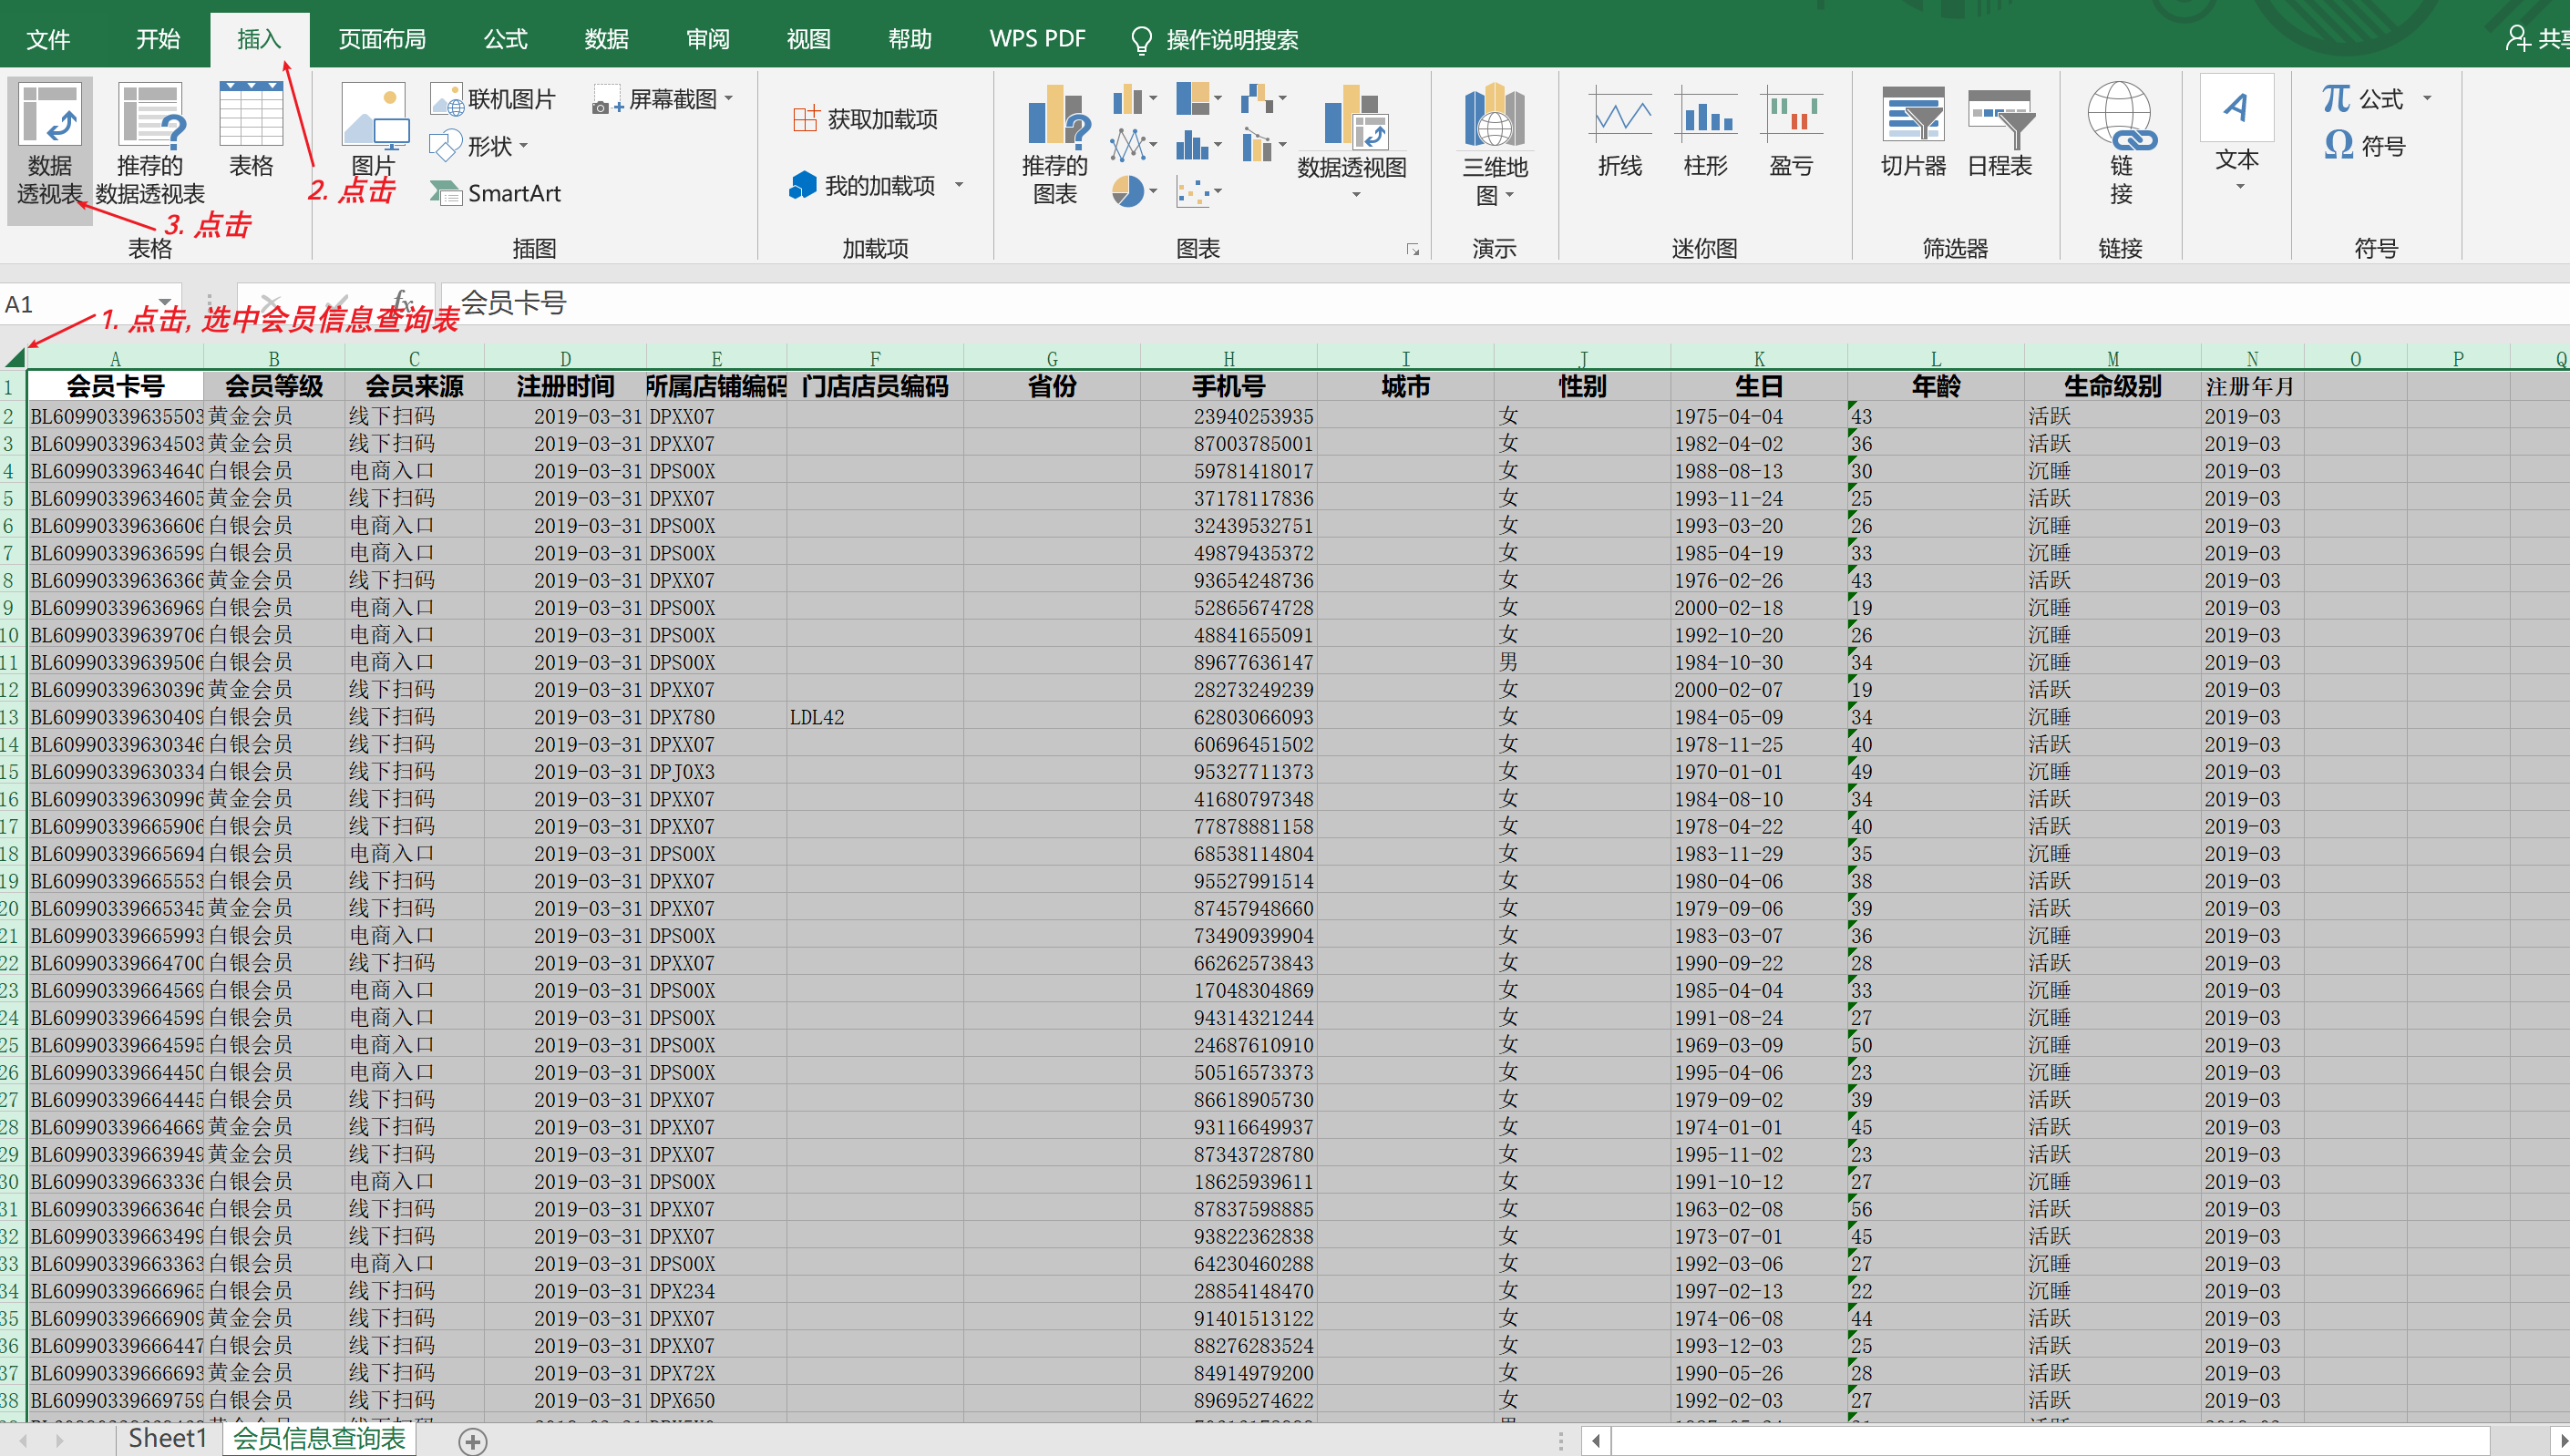 文件 开始 插入 页面布局 公式 数据 审阅 视图 帮助 WPS PDF 操作说明搜索
数据透视表 推荐的数据透视表 表格 图片 联机图片 形状 SmartArt 屏幕截图 获取加载项 我的加载项 推荐的图表 数据透视图 三维地图 折线 柱形 盈亏 切片器 日程表 链接 文本 公式 符号
2. 点击
3. 点击
表格 插图 加载项 图表 演示 迷你图 筛选器 链接 符号
A1 fx 会员卡号
1. 点击, 选中会员信息查询表
A B C D E F G H I J K L M N O P Q
1 会员卡号 会员等级 会员来源 注册时间 所属店铺编码 门店店员编码 省份 手机号 城市 性别 生日 年龄 生命级别 注册年月
2 BL60990339635503 黄金会员 线下扫码 2019-03-31 DPXX07 23940253935 女 1975-04-04 43 活跃 2019-03
3 BL60990339634503 黄金会员 线下扫码 2019-03-31 DPXX07 87003785001 女 1982-04-02 36 活跃 2019-03
4 BL60990339634640 白银会员 电商入口 2019-03-31 DPS00X 59781418017 女 1988-08-13 30 沉睡 2019-03
5 BL60990339634605 黄金会员 线下扫码 2019-03-31 DPXX07 37178117836 女 1993-11-24 25 活跃 2019-03
6 BL60990339636606 白银会员 电商入口 2019-03-31 DPS00X 32439532751 女 1993-03-20 26 沉睡 2019-03
7 BL60990339636599 白银会员 电商入口 2019-03-31 DPS00X 49879435372 女 1985-04-19 33 沉睡 2019-03
8 BL60990339636366 黄金会员 线下扫码 2019-03-31 DPXX07 93654248736 女 1976-02-26 43 活跃 2019-03
9 BL60990339636969 白银会员 电商入口 2019-03-31 DPS00X 52865674728 女 2000-02-18 19 沉睡 2019-03
10 BL60990339639706 白银会员 电商入口 2019-03-31 DPS00X 48841655091 女 1992-10-20 26 沉睡 2019-03
11 BL60990339639506 白银会员 电商入口 2019-03-31 DPS00X 89677636147 男 1984-10-30 34 沉睡 2019-03
12 BL60990339630396 黄金会员 线下扫码 2019-03-31 DPXX07 28273249239 女 2000-02-07 19 活跃 2019-03
13 BL60990339630409 白银会员 线下扫码 2019-03-31 DPX780 LDL42 62803066093 女 1984-05-09 34 沉睡 2019-03
14 BL60990339630346 白银会员 线下扫码 2019-03-31 DPXX07 60696451502 女 1978-11-25 40 活跃 2019-03
15 BL60990339630334 白银会员 线下扫码 2019-03-31 DPJ0X3 95327711373 女 1970-01-01 49 沉睡 2019-03
16 BL60990339630996 黄金会员 线下扫码 2019-03-31 DPXX07 41680797348 女 1984-08-10 34 活跃 2019-03
17 BL60990339665906 白银会员 线下扫码 2019-03-31 DPXX07 77878881158 女 1978-04-22 40 活跃 2019-03
18 BL60990339665694 白银会员 电商入口 2019-03-31 DPS00X 68538114804 女 1983-11-29 35 沉睡 2019-03
19 BL60990339665553 白银会员 线下扫码 2019-03-31 DPXX07 95527991514 女 1980-04-06 38 活跃 2019-03
20 BL60990339665345 黄金会员 线下扫码 2019-03-31 DPXX07 87457948660 女 1979-09-06 39 活跃 2019-03
21 BL60990339665993 白银会员 电商入口 2019-03-31 DPS00X 73490939904 女 1983-03-07 36 沉睡 2019-03
22 BL60990339664700 白银会员 线下扫码 2019-03-31 DPXX07 66262573843 女 1990-09-22 28 活跃 2019-03
23 BL60990339664569 白银会员 电商入口 2019-03-31 DPS00X 17048304869 女 1985-04-04 33 沉睡 2019-03
24 BL60990339664599 白银会员 电商入口 2019-03-31 DPS00X 94314321244 女 1991-08-24 27 沉睡 2019-03
25 BL60990339664595 白银会员 电商入口 2019-03-31 DPS00X 24687610910 女 1969-03-09 50 沉睡 2019-03
26 BL60990339664450 白银会员 电商入口 2019-03-31 DPS00X 50516573373 女 1995-04-06 23 沉睡 2019-03
27 BL60990339664445 白银会员 线下扫码 2019-03-31 DPXX07 86618905730 女 1979-09-02 39 活跃 2019-03
28 BL60990339664669 黄金会员 线下扫码 2019-03-31 DPXX07 93116649937 女 1974-01-01 45 活跃 2019-03
29 BL60990339663949 黄金会员 线下扫码 2019-03-31 DPXX07 87343728780 女 1995-11-02 23 活跃 2019-03
30 BL60990339663336 白银会员 电商入口 2019-03-31 DPS00X 18625939611 女 1991-10-12 27 沉睡 2019-03
31 BL60990339663646 白银会员 线下扫码 2019-03-31 DPXX07 87837598885 女 1963-02-08 56 活跃 2019-03
32 BL60990339663499 白银会员 线下扫码 2019-03-31 DPXX07 93822362838 女 1973-07-01 45 活跃 2019-03
33 BL60990339663363 白银会员 电商入口 2019-03-31 DPS00X 64230460288 女 1992-03-06 27 沉睡 2019-03
34 BL60990339666965 白银会员 线下扫码 2019-03-31 DPX234 28854148470 女 1997-02-13 22 沉睡 2019-03
35 BL60990339666909 黄金会员 线下扫码 2019-03-31 DPXX07 91401513122 女 1974-06-08 44 活跃 2019-03
36 BL60990339666447 白银会员 线下扫码 2019-03-31 DPXX07 88276283524 女 1993-12-03 25 活跃 2019-03
37 BL60990339666693 黄金会员 线下扫码 2019-03-31 DPX72X 84914979200 女 1990-05-26 28 活跃 2019-03
38 BL60990339669759 白银会员 线下扫码 2019-03-31 DPX650 89695274622 女 1992-02-03 27 活跃 2019-03
Sheet1 会员信息查询表